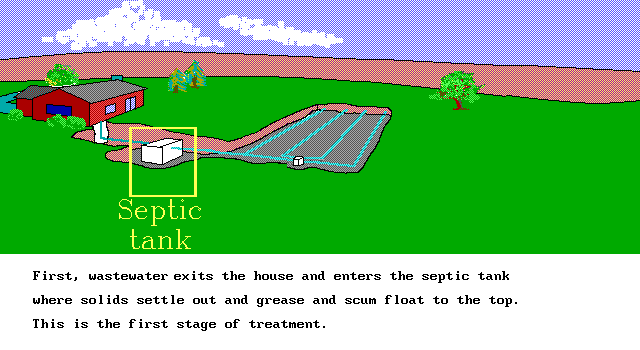 Septic
tank
First, wastewater exits the house and enters the septic tank
where solids settle out and grease and scum float to the top.
This is the first stage of treatment.